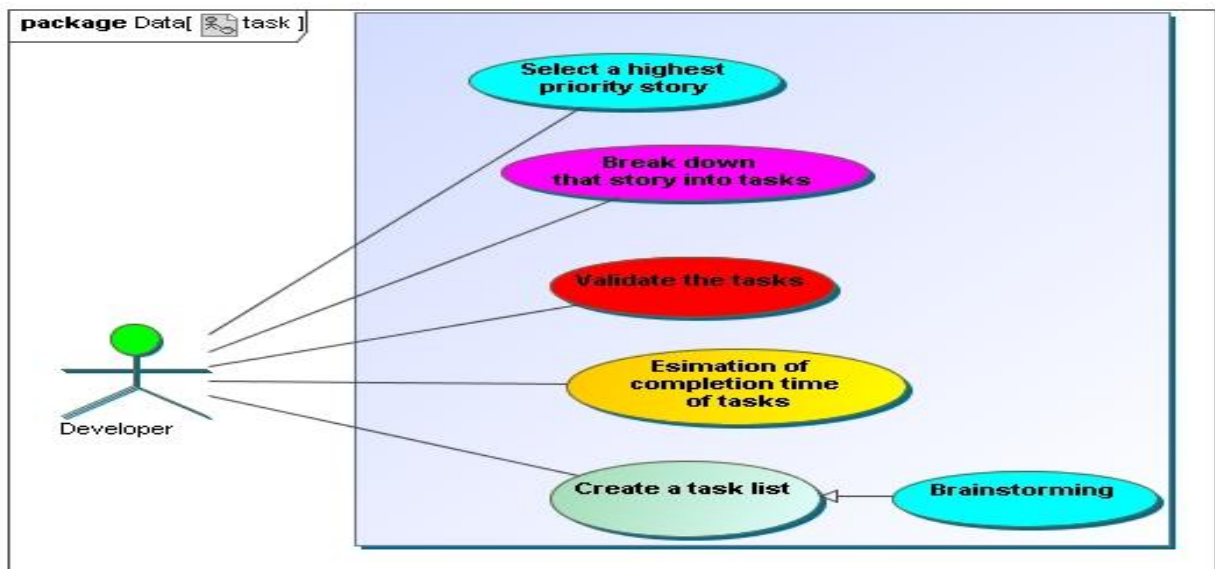 package Data[ task ]
Select a highest
priority story
Break down
that story into tasks
Validate the tasks
Esimation of
completion time
of tasks
Developer
Create a task list
Brainstorming